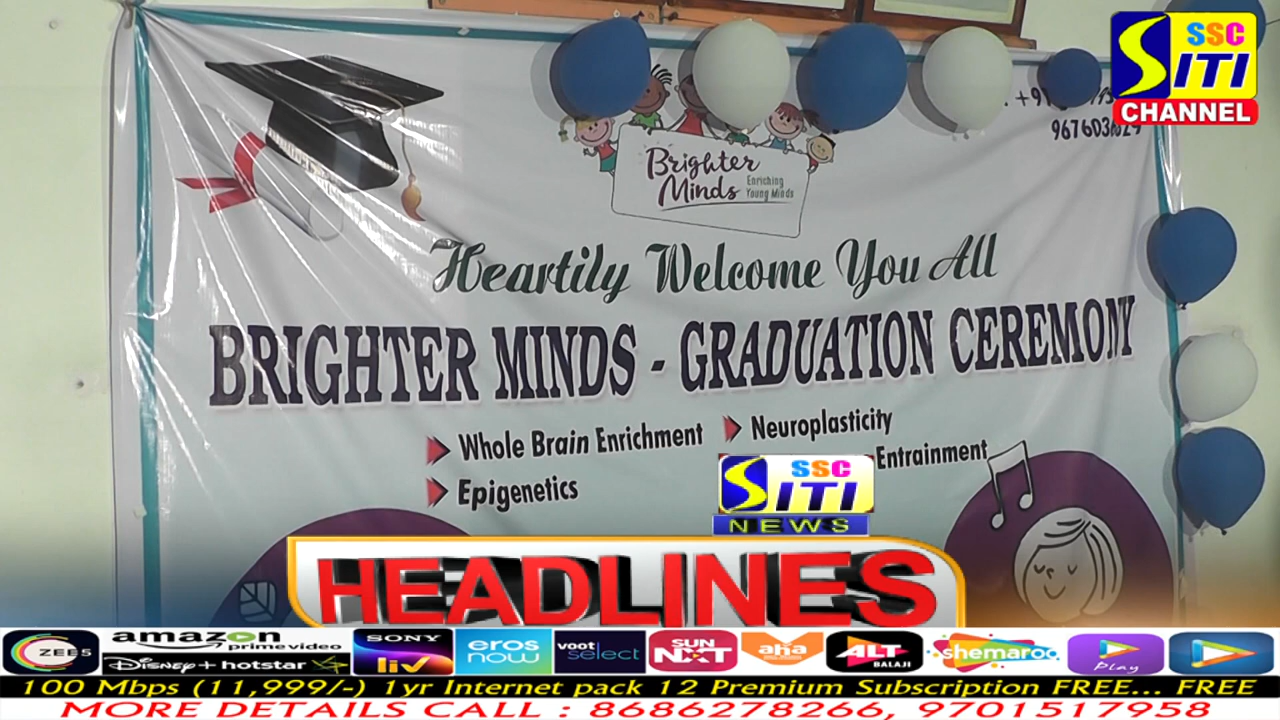 SSC
SITI
CHANNEL
Brighter
Minds
Enriching
Young Minds
Heartily Welcome You All
BRIGHTER MINDS - GRADUATION CEREMONY
Whole Brain Enrichment
Neuroplasticity
Epigenetics
Entrainment
SSC
SITI
NEWS
HEADLINES
ZEE5
amazon
primevideo
Disney+ hotstar
SONY
liv
eros
now
voot
select
SUN
NXT
aha
ALT
BALAJI
shemaroo
Play
100 Mbps (11,999/-) 1yr Internet pack 12 Premium Subscription FREE... FREE
MORE DETAILS CALL : 8686278266, 9701517958